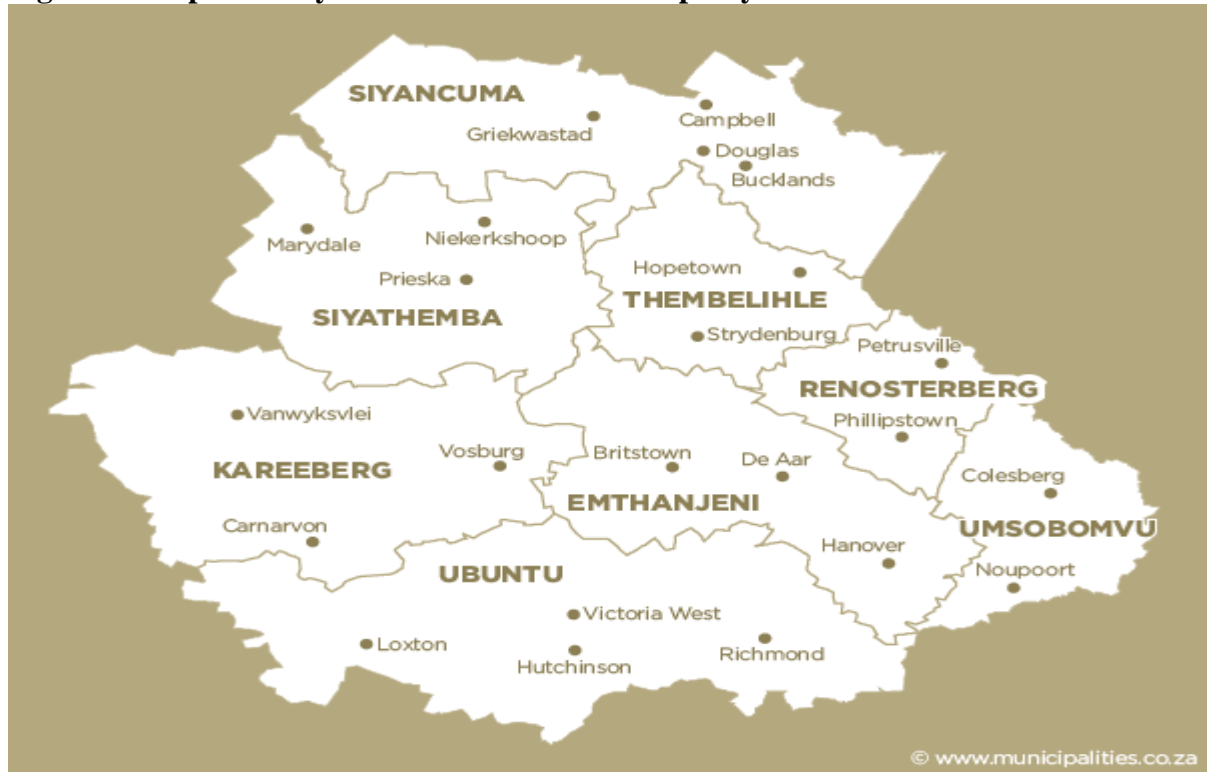 SIYANCUMA
Griekwastad
Campbell
Douglas
Bucklands
Marydale
Niekerkshoop
Prieska
SIYATHEMBA
Hopetown
THEMBELIHLE
Strydenburg
Petrusville
RENOSTERBERG
Phillipstown
Vanwyksvlei
Vosburg
KAREEBERG
Carnarvon
Britstown
De Aar
EMTHANJENI
Hanover
Colesberg
UMSOBOMVU
Noupoort
UBUNTU
Victoria West
Loxton
Hutchinson
Richmond
© www.municipalities.co.za